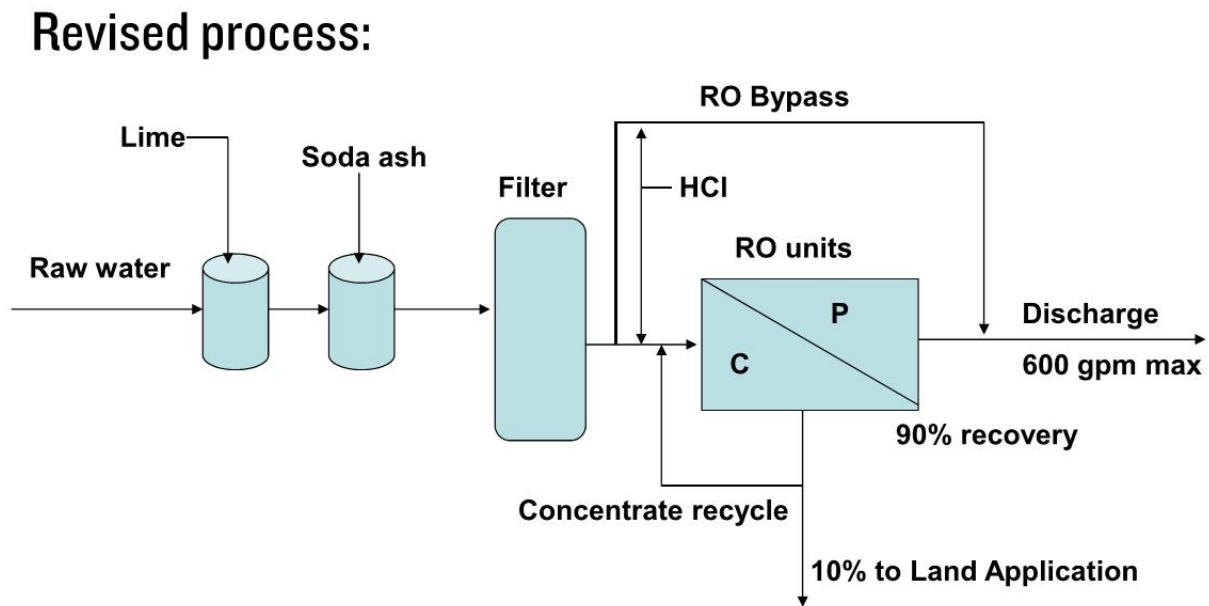 Revised process:
RO Bypass
Lime
Soda ash
Filter
HCl
Raw water
RO units
P
C
Discharge
600 gpm max
90% recovery
Concentrate recycle
10% to Land Application